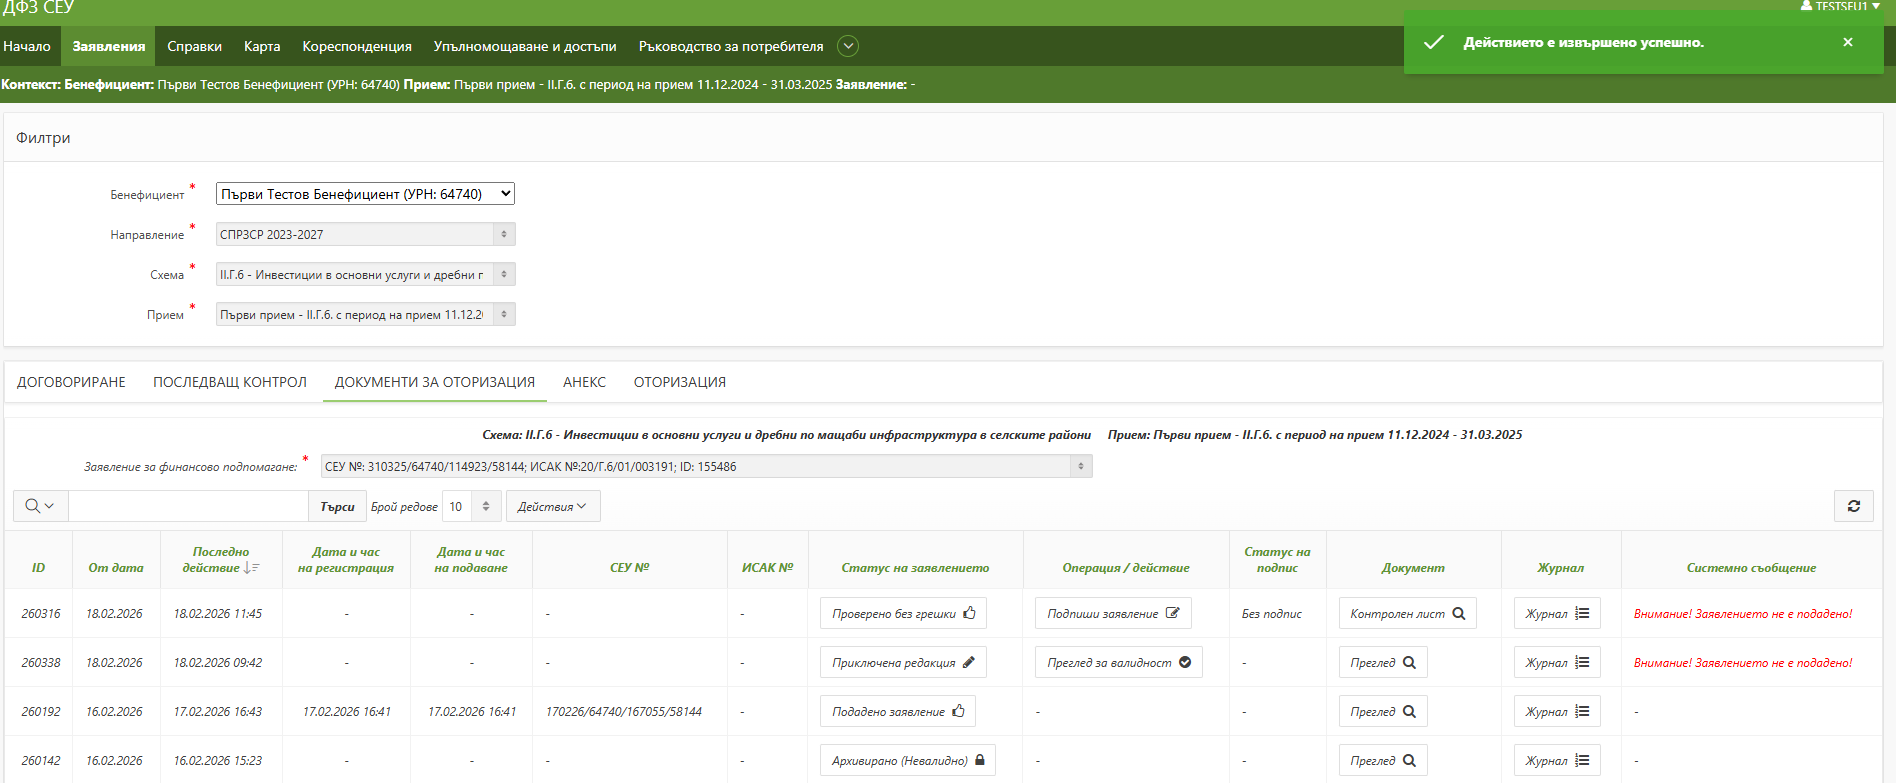 ДФЗ СЕУ
TESTSEU1
Начало Заявления Справки Карта Кореспонденция Упълномощаване и достъпи Ръководство за потребителя
Действието е извършено успешно.
Контекст: Бенефициент: Първи Тестов Бенефициент (УРН: 64740) Прием: Първи прием - II.Г.6. с период на прием 11.12.2024 - 31.03.2025 Заявление: -
Филтри
Бенефициент * Първи Тестов Бенефициент (УРН: 64740)
Направление * СПРЗСР 2023-2027
Схема * II.Г.6 - Инвестиции в основни услуги и дребни г
Прием * Първи прием - II.Г.6. с период на прием 11.12.20
ДОГОВОРИРАНЕ ПОСЛЕДВАЩ КОНТРОЛ ДОКУМЕНТИ ЗА ОТОРИЗАЦИЯ АНЕКС ОТОРИЗАЦИЯ
Схема: II.Г.6 - Инвестиции в основни услуги и дребни по мащаби инфраструктура в селските райони Прием: Първи прием - II.Г.6. с период на прием 11.12.2024 - 31.03.2025
Заявление за финансово подпомагане: * СЕУ №: 310325/64740/114923/58144; ИСАК №:20/Г.6/01/003191; ID: 155486
Търси Брой редове 10 Действия
ID От дата Последно действие Дата и час на регистрация Дата и час на подаване СЕУ № ИСАК № Статус на заявлението Операция / действие Статус на подпис Документ Журнал Системно съобщение
260316 18.02.2026 18.02.2026 11:45 - - - - Проверено без грешки Подпиши заявление Без подпис Контролен лист Журнал Внимание! Заявлението не е подадено!
260338 18.02.2026 18.02.2026 09:42 - - - - Приключена редакция Преглед за валидност - Преглед Журнал Внимание! Заявлението не е подадено!
260192 16.02.2026 17.02.2026 16:43 17.02.2026 16:41 17.02.2026 16:41 170226/64740/167055/58144 - Подадено заявление - - Преглед Журнал -
260142 16.02.2026 16.02.2026 15:23 - - - - Архивирано (Невалидно) - - Преглед Журнал -